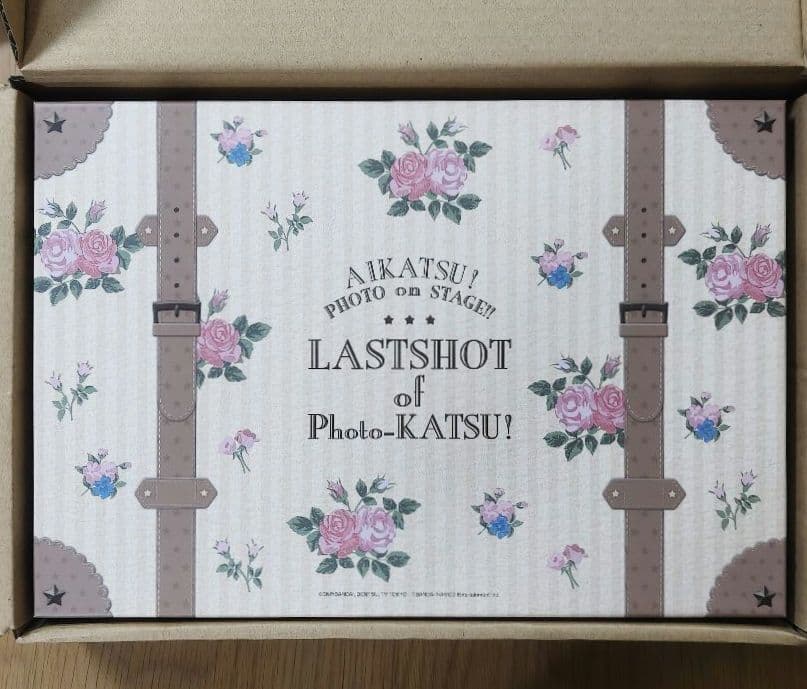 AIKATSU!
PHOTO on STAGE!!
LASTSHOT
of
Photo-KATSU!